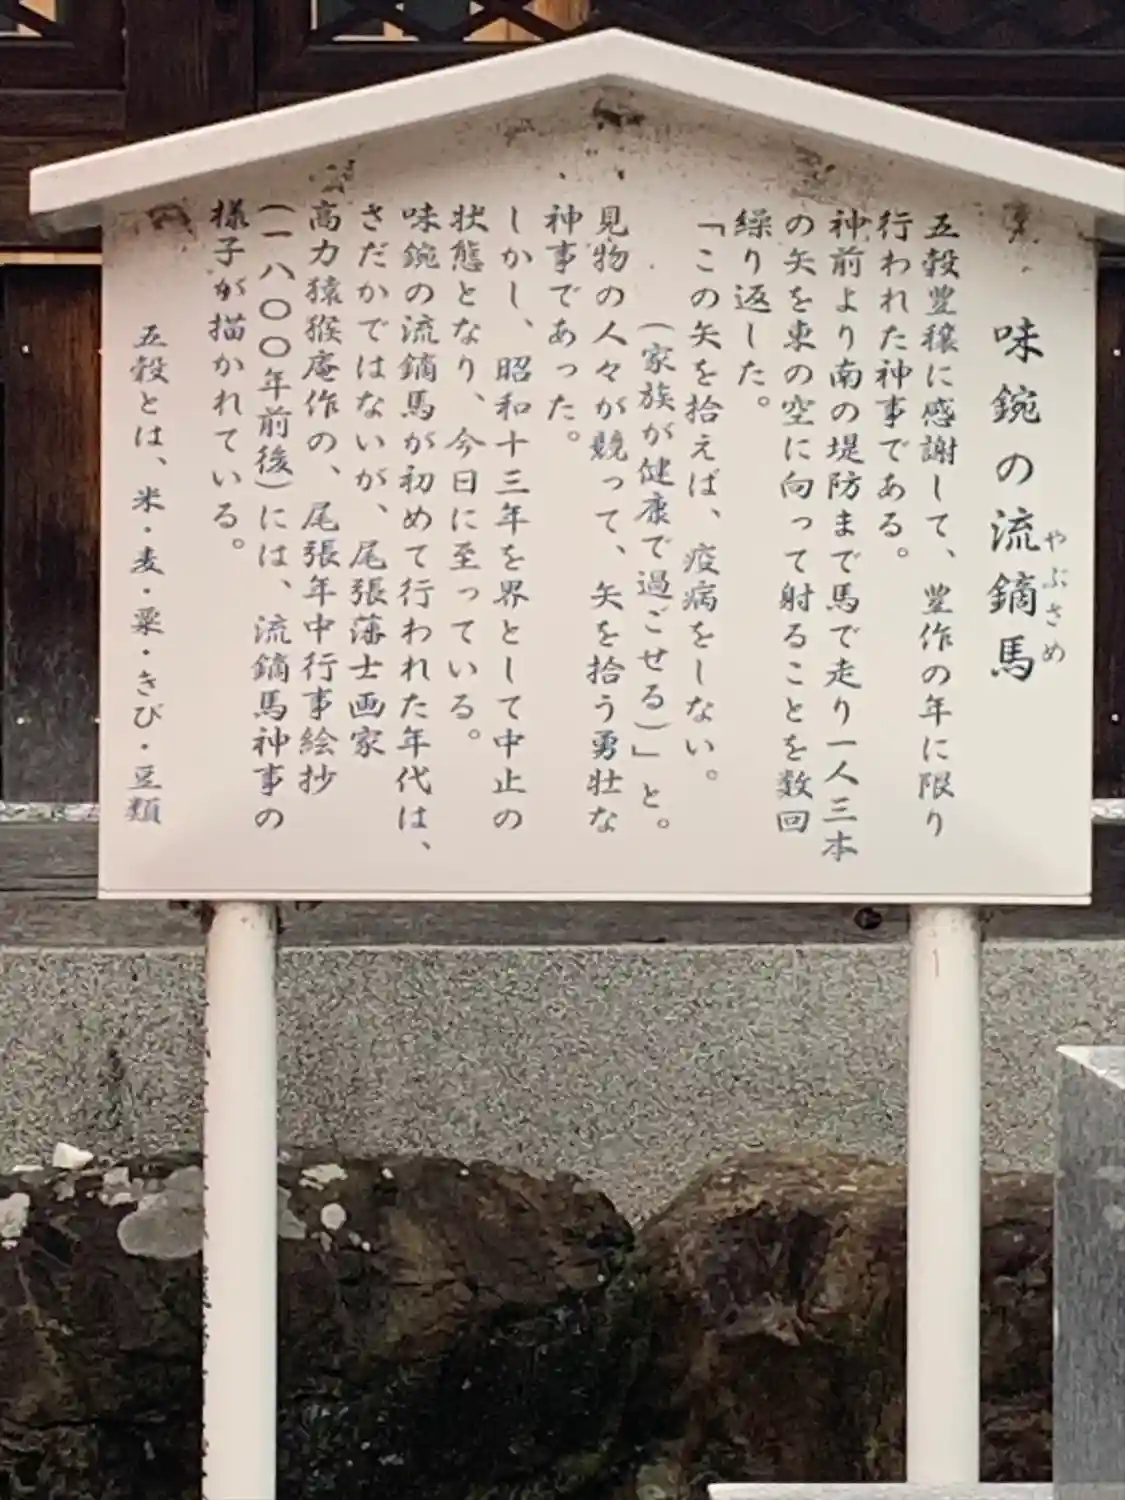 味鋺の流鏑馬
やぶさめ
五穀豊穣に感謝して、豊作の年に限り
行われた神事である。
神前より南の堤防まで馬で走り一人三本
の矢を東の空に向って射ることを数回
繰り返した。
「この矢を拾えば、疫病をしない。
(家族が健康で過ごせる)」と。
見物の人々が競って、矢を拾う勇壮な
神事であった。
しかし、昭和十三年を界として中止の
状態となり、今日に至っている。
味鋺の流鏑馬が初めて行われた年代は、
さだかではないが、尾張藩士画家
高力猿猴庵作の、尾張年中行事絵抄
(一八〇〇年前後)には、流鏑馬神事の
様子が描かれている。
五穀とは、米・麦・粟・きび・豆類